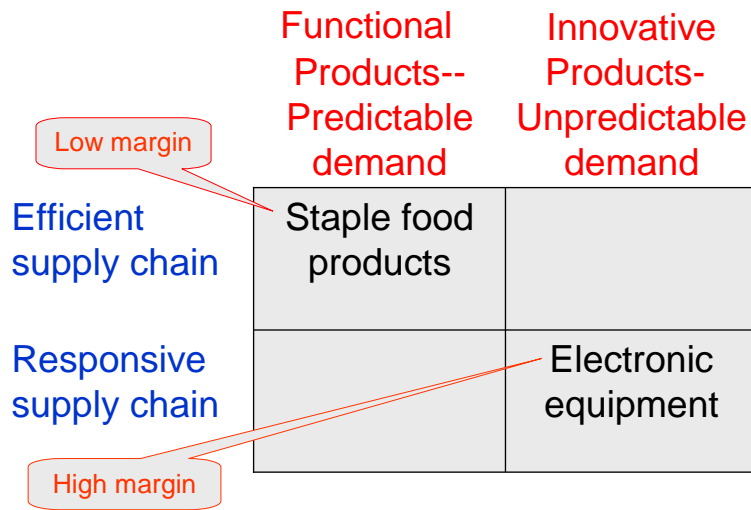 Functional
Products--
Predictable
demand
Innovative
Products-
Unpredictable
demand
Low margin
Efficient
supply chain
Staple food
products
Responsive
supply chain
Electronic
equipment
High margin